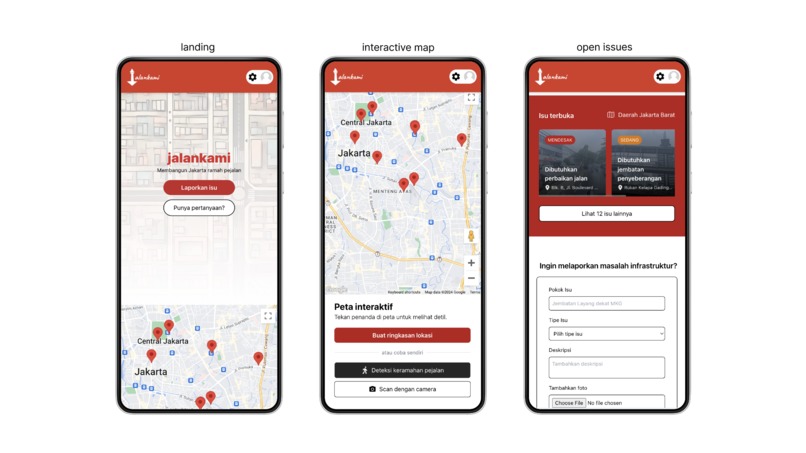 landing
interactive map
open issues
jalankami
jalankami
Membangun Jakarta ramah pejalan
Laporkan isu
Punya pertanyaan?
Central Jakarta
Jakarta
jalankami
Central Jakarta
Jakarta
MENTENG ATAS
Google
Keyboard shortcuts
Map data ©2024 Google
Terms
Peta interaktif
Tekan penanda di peta untuk melihat detil.
Buat ringkasan lokasi
atau coba sendiri
Deteksi keramahan pejalan
Scan dengan camera
jalankami
Isu terbuka
Daerah Jakarta Barat
MENDESAK
Dibutuhkan
perbaikan jalan
Blk. B, Jl. Boulevard ...
SEDANG
Dibutuhkan
jembatan
penyeberangan
Rukan Kelapa Gading...
Lihat 12 isu lainnya
Ingin melaporkan masalah infrastruktur?
Pokok Isu
Jembatan Layang dekat MKG
Tipe Isu
Pilih tipe isu
Deskripsi
Tambahkan deskripsi
Tambahkan foto
Choose File No file chosen